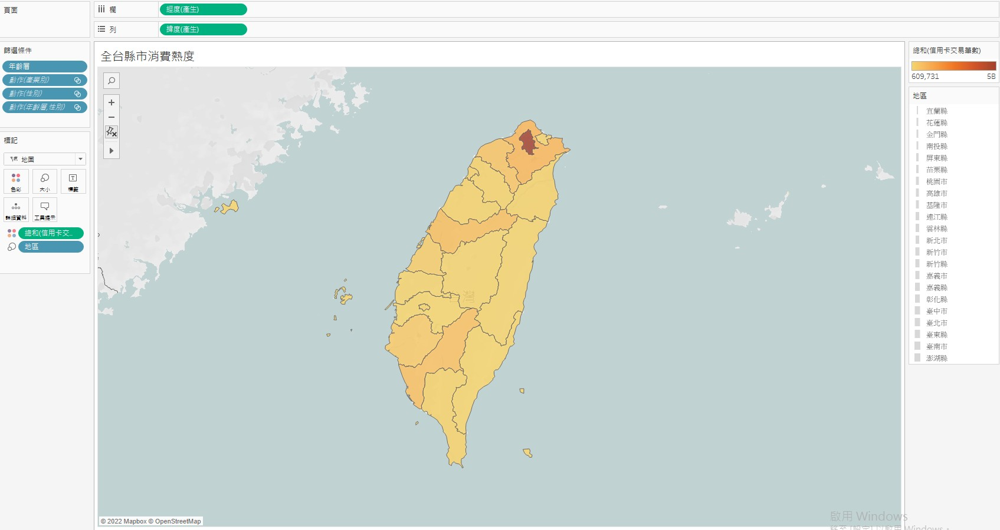 頁面
欄
經度(產生)
列
緯度(產生)
篩選條件
年齡層
動作(產業別)
動作(性別)
動作(年齡層,性別)
標記
地圖
色彩
大小
標籤
詳細資料
工具提示
總和(信用卡交..
地區
全台縣市消費熱度
台灣
© 2022 Mapbox © OpenStreetMap
總和(信用卡交易筆數)
609,731
5B
地區
宜蘭縣
花蓮縣
金門縣
南投縣
屏東縣
苗栗縣
桃園市
高雄市
基隆市
連江縣
雲林縣
新北市
新竹市
新竹縣
嘉義市
嘉義縣
彰化縣
臺中市
臺北市
臺東縣
臺南市
澎湖縣
啟用 Windows
移至 [設定] 以啟用 Windows。